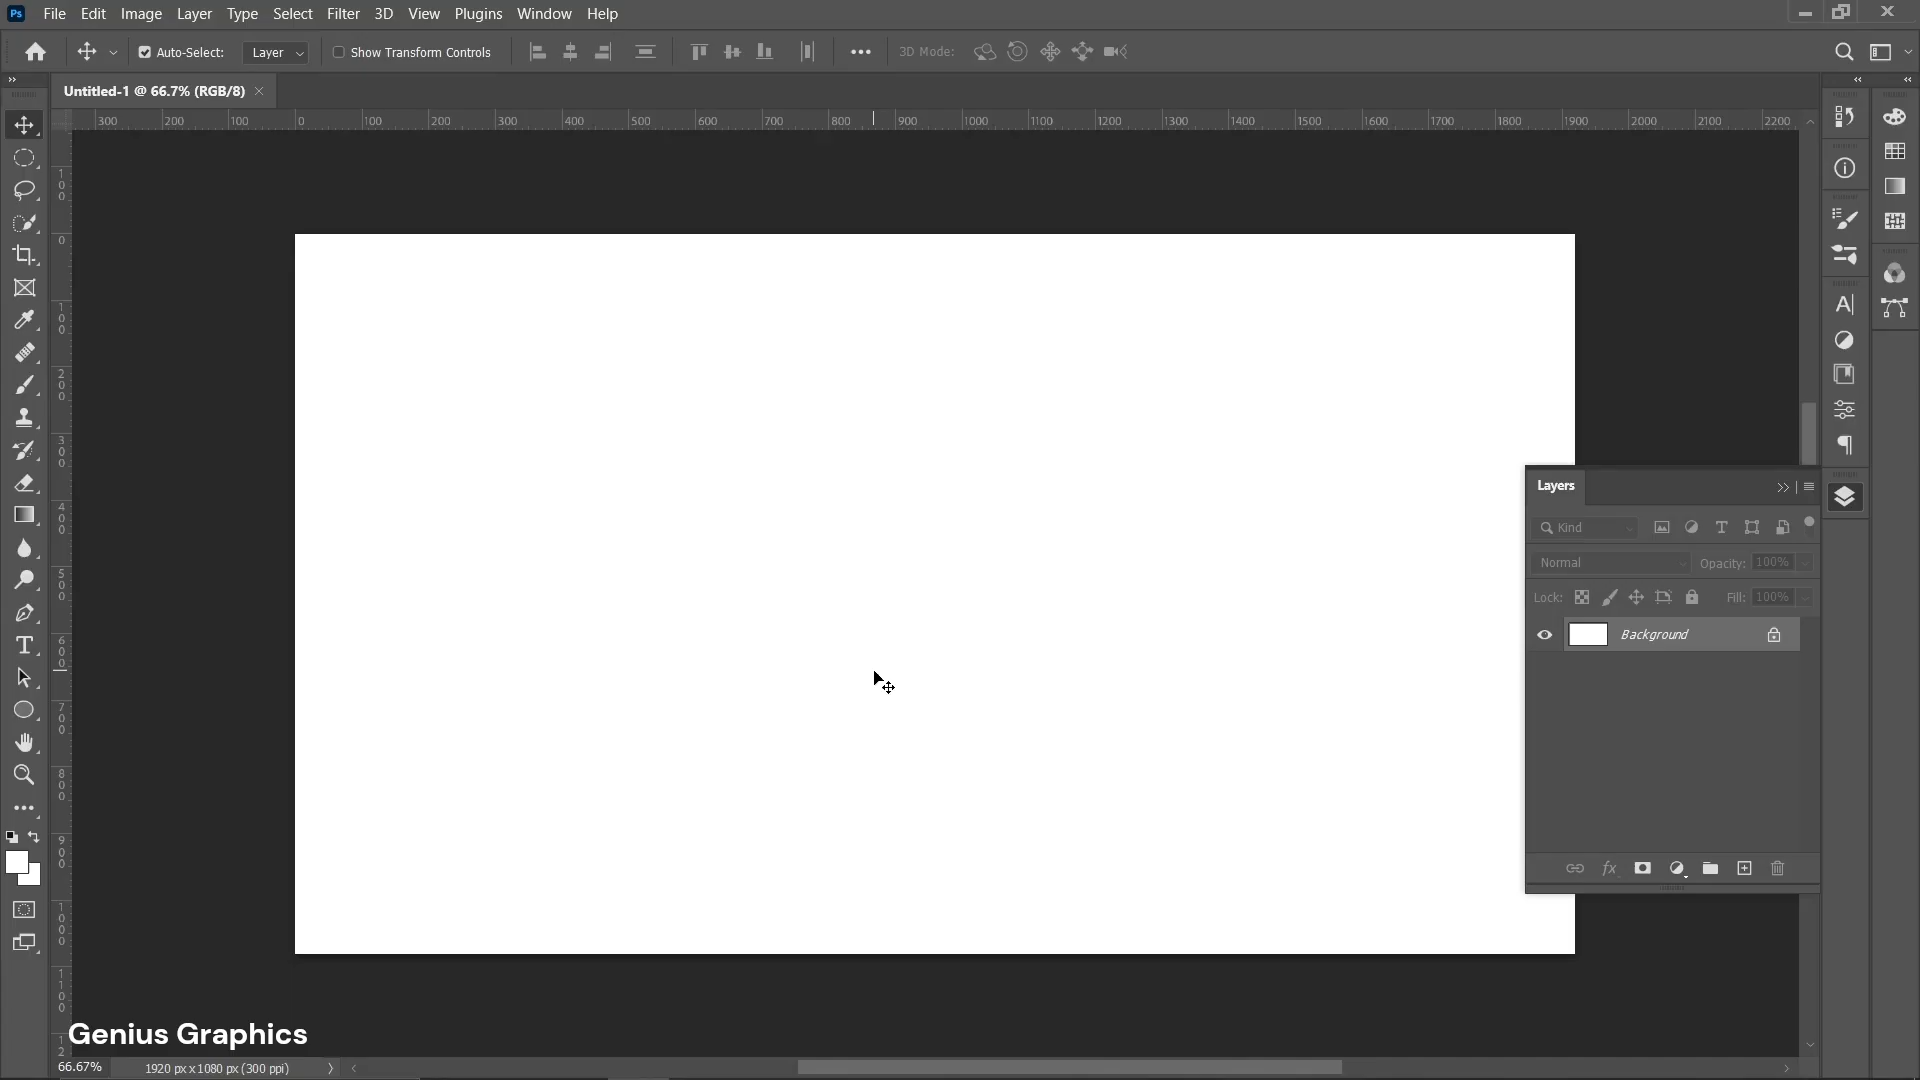 Ps File Edit Image Layer Type Select Filter 3D View Plugins Window Help
Auto-Select: Layer Show Transform Controls 3D Mode:
Untitled-1 @ 66.7% (RGB/8)
300 200 100 0 100 200 300 400 500 600 700 800 900 1000 1100 1200 1300 1400 1500 1600 1700 1800 1900 2000 2100 2200
100
0
100
200
300
400
500
600
700
800
900
1000
1100
12
Layers
Kind
Normal Opacity: 100%
Lock: Fill: 100%
Background
fx
Genius Graphics
66.67% 1920 px x 1080 px (300 ppi)